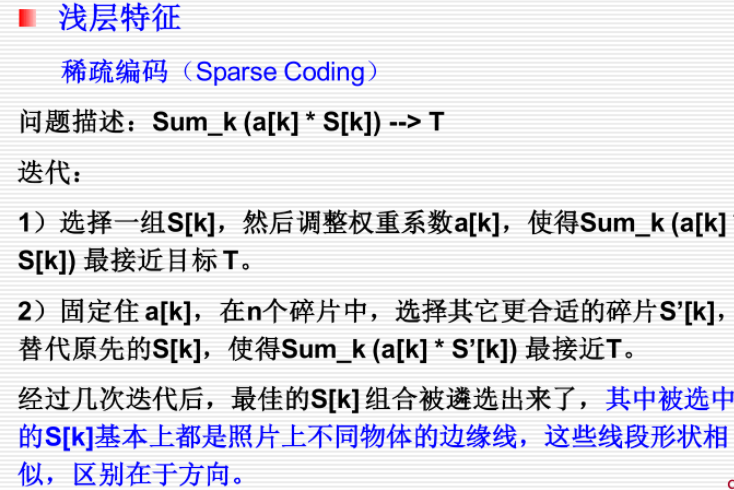 浅层特征
稀疏编码（Sparse Coding）
问题描述：Sum_k (a[k] * S[k]) --> T
迭代：
1）选择一组S[k]，然后调整权重系数a[k]，使得Sum_k (a[k] *
S[k]) 最接近目标 T。
2）固定住 a[k]，在n个碎片中，选择其它更合适的碎片S’[k]，
替代原先的S[k]，使得Sum_k (a[k] * S’[k]) 最接近T。
经过几次迭代后，最佳的S[k] 组合被遴选出来了，其中被选中
的S[k]基本上都是照片上不同物体的边缘线，这些线段形状相
似，区别在于方向。